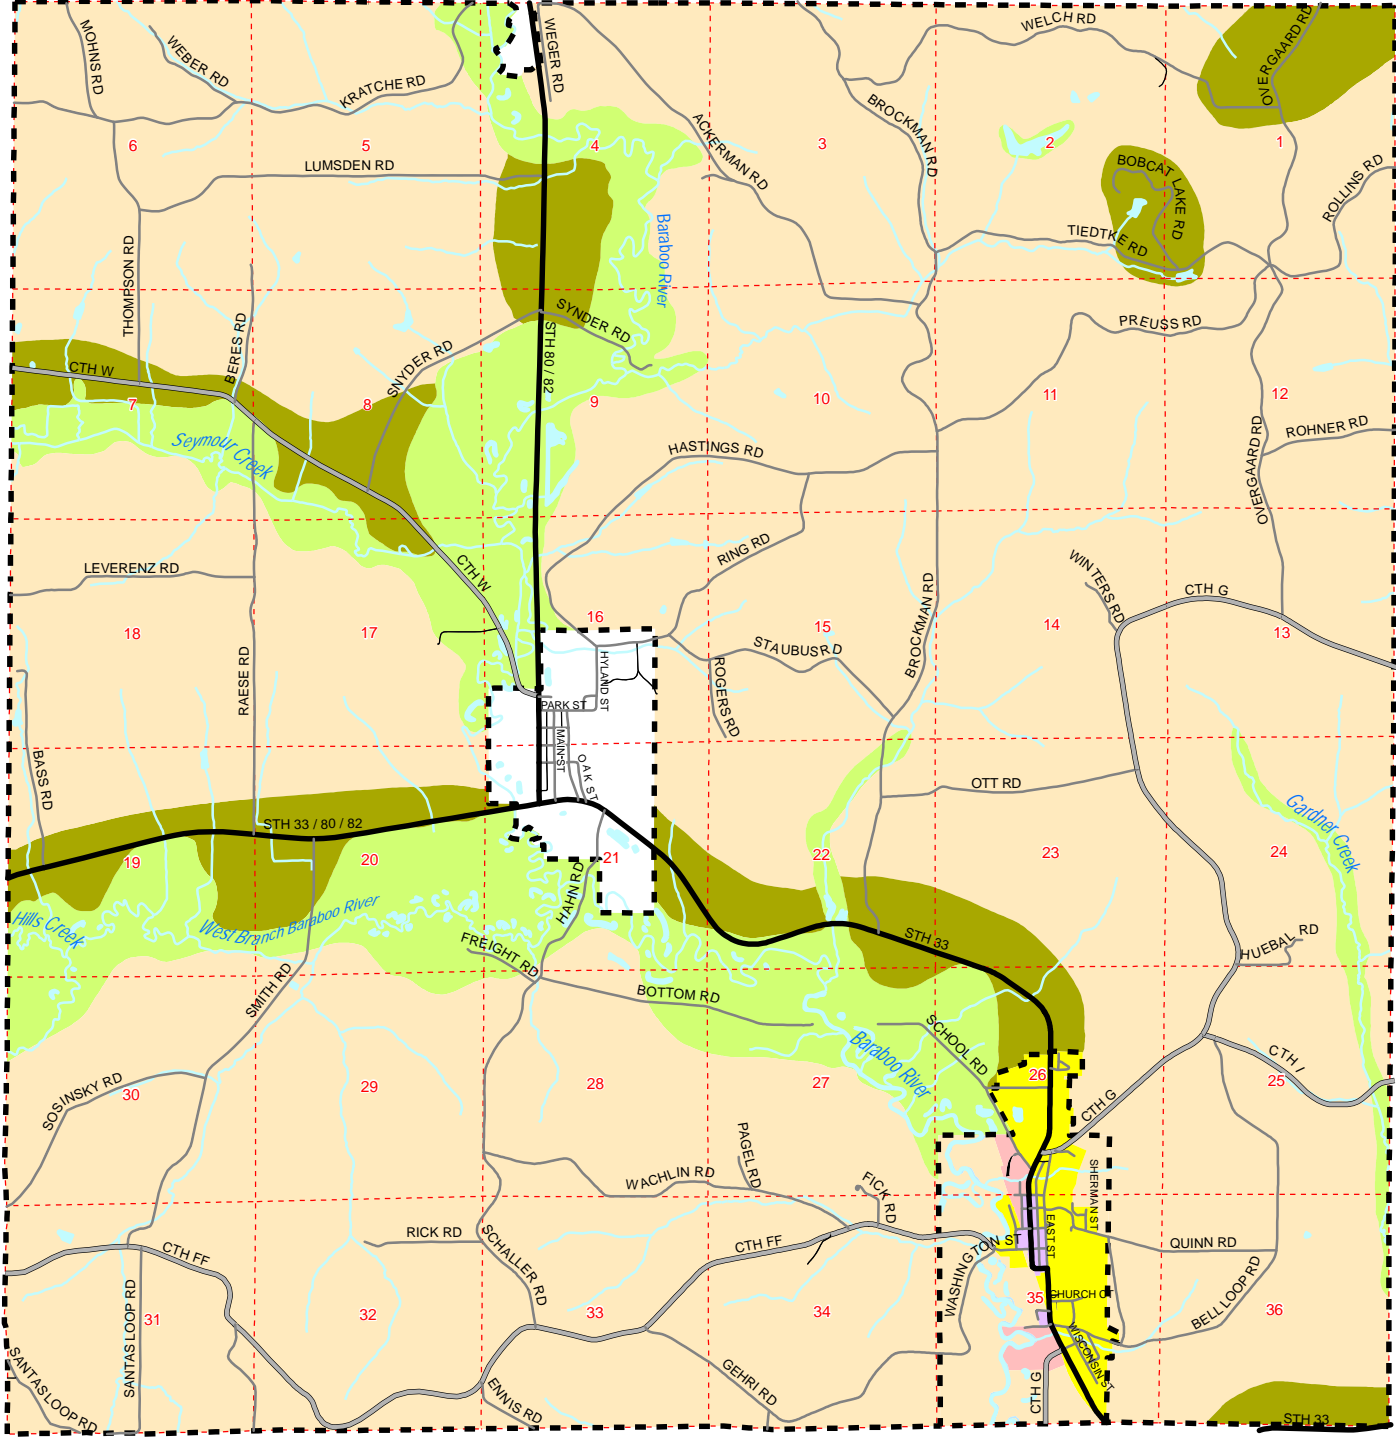 MOHNS RD
WEBER RD
KRATCHE RD
WEGER RD
WELCH RD
OVERGAARD RD
6
5
4
3
2
1
ACKERMAN RD
BROCKMAN RD
LUMSDEN RD
BOBCAT LAKE RD
ROLLINS RD
TIEDTKE RD
THOMPSON RD
Baraboo River
BERES RD
SNYDER RD
SYNDER RD
STH 80 / 82
PREUSS RD
CTH W
7
8
9
10
11
12
Seymour Creek
HASTINGS RD
OVERGAARD RD
ROHNER RD
RING RD
CTH W
LEVERENZ RD
WINTERS RD
CTH G
BROCKMAN RD
18
17
16
15
14
13
STAUBUS RD
RAESE RD
HYLAND ST
ROGERS RD
PARK ST
MAIN ST
OAK ST
BASS RD
OTT RD
Gardner Creek
STH 33 / 80 / 82
19
20
21
22
23
24
HAHN RD
Hills Creek
West Branch Baraboo River
FREIGHT RD
STH 33
HUEBAL RD
SMITH RD
BOTTOM RD
SCHOOL RD
Baraboo River
CTH I
SOSINSKY RD
30
29
28
27
26
25
CTH G
PAGEL RD
WACHLIN RD
FICK RD
SHERMAN ST
EAST ST
RICK RD
SCHALLER RD
CTH FF
CTH FF
WASHINGTON ST
QUINN RD
SANTAS LOOP RD
31
32
33
34
35
36
CHURCH CT
BELL LOOP RD
WISCONSIN ST
SANTAS LOOP RD
ENNIS RD
GEHRI RD
CTH G
STH 33